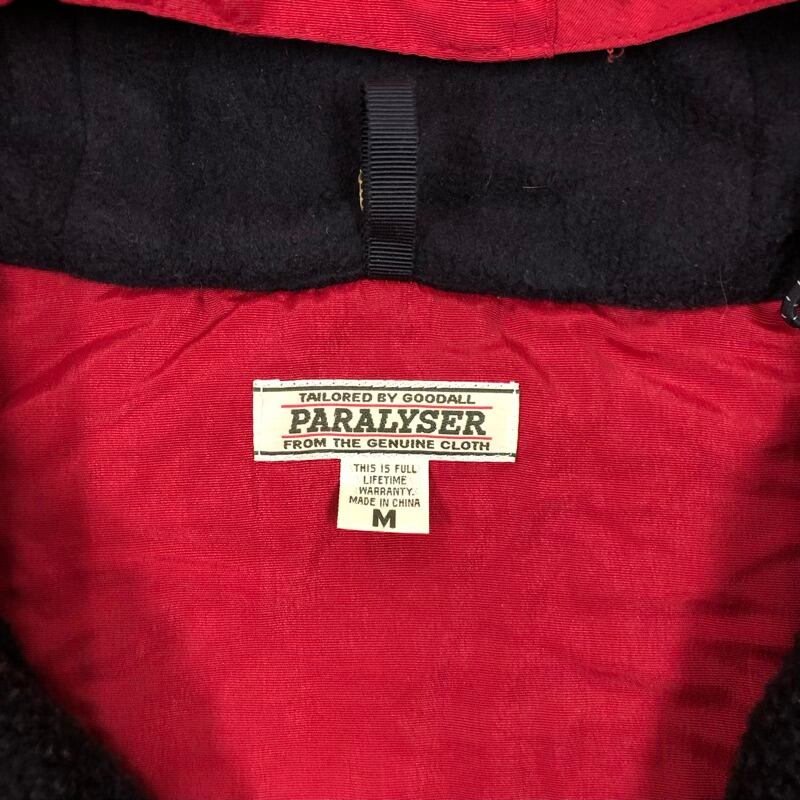 TAILORED BY GOODALL
PARALYSER
FROM THE GENUINE CLOTH
THIS IS FULL
LIFETIME
WARRANTY.
MADE IN CHINA
M